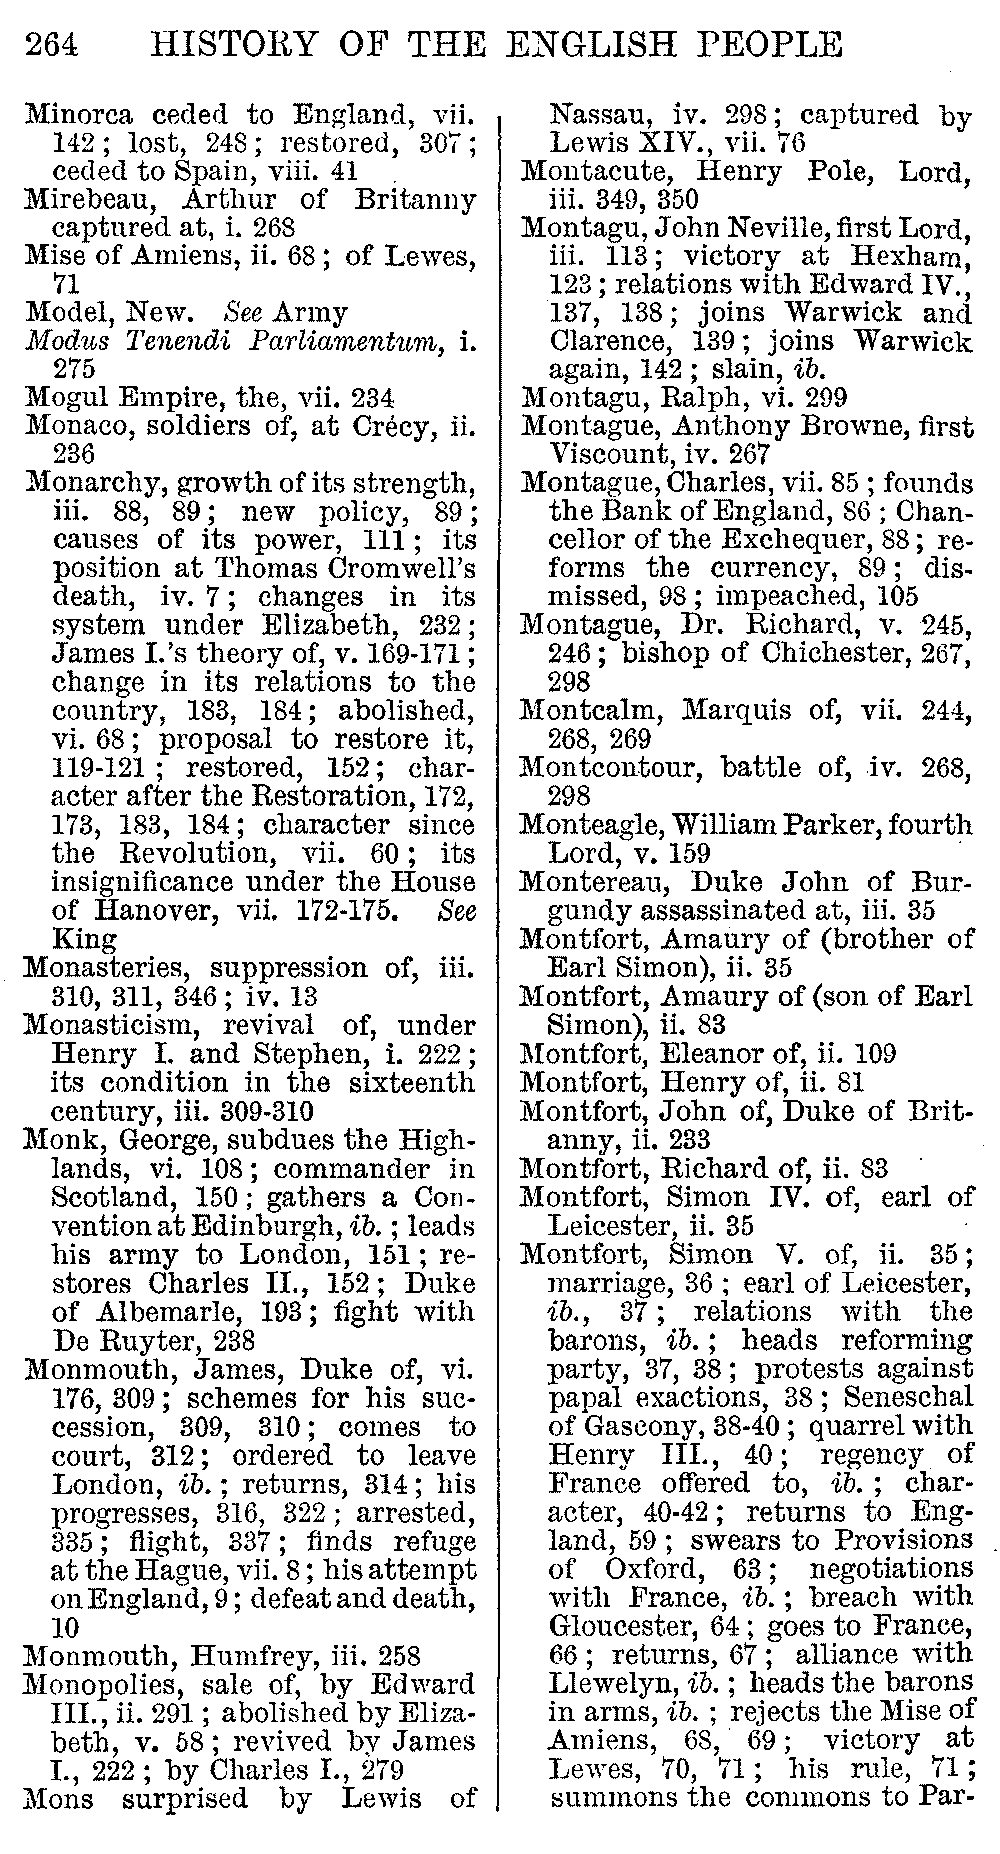 264 HISTORY OF THE ENGLISH PEOPLE
Minorca ceded to England, vii.
142; lost, 248; restored, 307;
ceded to Spain, viii. 41
Mirebeau, Arthur of Britanny
captured at, i. 268
Mise of Amiens, ii. 68; of Lewes,
71
Model, New. See Army
Modus Tenendi Parliamentum, i.
275
Mogul Empire, the, vii. 234
Monaco, soldiers of, at Crécy, ii.
236
Monarchy, growth of its strength,
iii. 88, 89; new policy, 89;
causes of its power, 111; its
position at Thomas Cromwell's
death, iv. 7; changes in its
system under Elizabeth, 232;
James I.'s theory of, v. 169-171;
change in its relations to the
country, 183, 184; abolished,
vi. 68; proposal to restore it,
119-121; restored, 152; char-
acter after the Restoration, 172,
173, 183, 184; character since
the Revolution, vii. 60; its
insignificance under the House
of Hanover, vii. 172-175. See
King
Monasteries, suppression of, iii.
310, 311, 346; iv. 13
Monasticism, revival of, under
Henry I. and Stephen, i. 222;
its condition in the sixteenth
century, iii. 309-310
Monk, George, subdues the High-
lands, vi. 108; commander in
Scotland, 150; gathers a Con-
vention at Edinburgh, ib.; leads
his army to London, 151; re-
stores Charles II., 152; Duke
of Albemarle, 193; fight with
De Ruyter, 238
Monmouth, James, Duke of, vi.
176, 309; schemes for his suc-
cession, 309, 310; comes to
court, 312; ordered to leave
London, ib.; returns, 314; his
progresses, 316, 322; arrested,
335; flight, 337; finds refuge
at the Hague, vii. 8; his attempt
on England, 9; defeat and death,
10
Monmouth, Humfrey, iii. 258
Monopolies, sale of, by Edward
III., ii. 291; abolished by Eliza-
beth, v. 58; revived by James
I., 222; by Charles I., 279
Mons surprised by Lewis of
Nassau, iv. 298; captured by
Lewis XIV., vii. 76
Montacute, Henry Pole, Lord,
iii. 349, 350
Montagu, John Neville, first Lord,
iii. 113; victory at Hexham,
123; relations with Edward IV.,
137, 138; joins Warwick and
Clarence, 139; joins Warwick
again, 142; slain, ib.
Montagu, Ralph, vi. 299
Montague, Anthony Browne, first
Viscount, iv. 267
Montague, Charles, vii. 85; founds
the Bank of England, 86; Chan-
cellor of the Exchequer, 88; re-
forms the currency, 89; dis-
missed, 98; impeached, 105
Montague, Dr. Richard, v. 245,
246; bishop of Chichester, 267,
298
Montcalm, Marquis of, vii. 244,
268, 269
Montcontour, battle of, iv. 268,
298
Monteagle, William Parker, fourth
Lord, v. 159
Montereau, Duke John of Bur-
gundy assassinated at, iii. 35
Montfort, Amaury of (brother of
Earl Simon), ii. 35
Montfort, Amaury of (son of Earl
Simon), ii. 83
Montfort, Eleanor of, ii. 109
Montfort, Henry of, ii. 81
Montfort, John of, Duke of Brit-
anny, ii. 233
Montfort, Richard of, ii. 83
Montfort, Simon IV. of, earl of
Leicester, ii. 35
Montfort, Simon V. of, ii. 35;
marriage, 36; earl of Leicester,
ib., 37; relations with the
barons, ib.; heads reforming
party, 37, 38; protests against
papal exactions, 38; Seneschal
of Gascony, 38-40; quarrel with
Henry III., 40; regency of
France offered to, ib.; char-
acter, 40-42; returns to Eng-
land, 59; swears to Provisions
of Oxford, 63; negotiations
with France, ib.; breach with
Gloucester, 64; goes to France,
66; returns, 67; alliance with
Llewelyn, ib.; heads the barons
in arms, ib.; rejects the Mise of
Amiens, 68, 69; victory at
Lewes, 70, 71; his rule, 71;
summons the commons to Par-